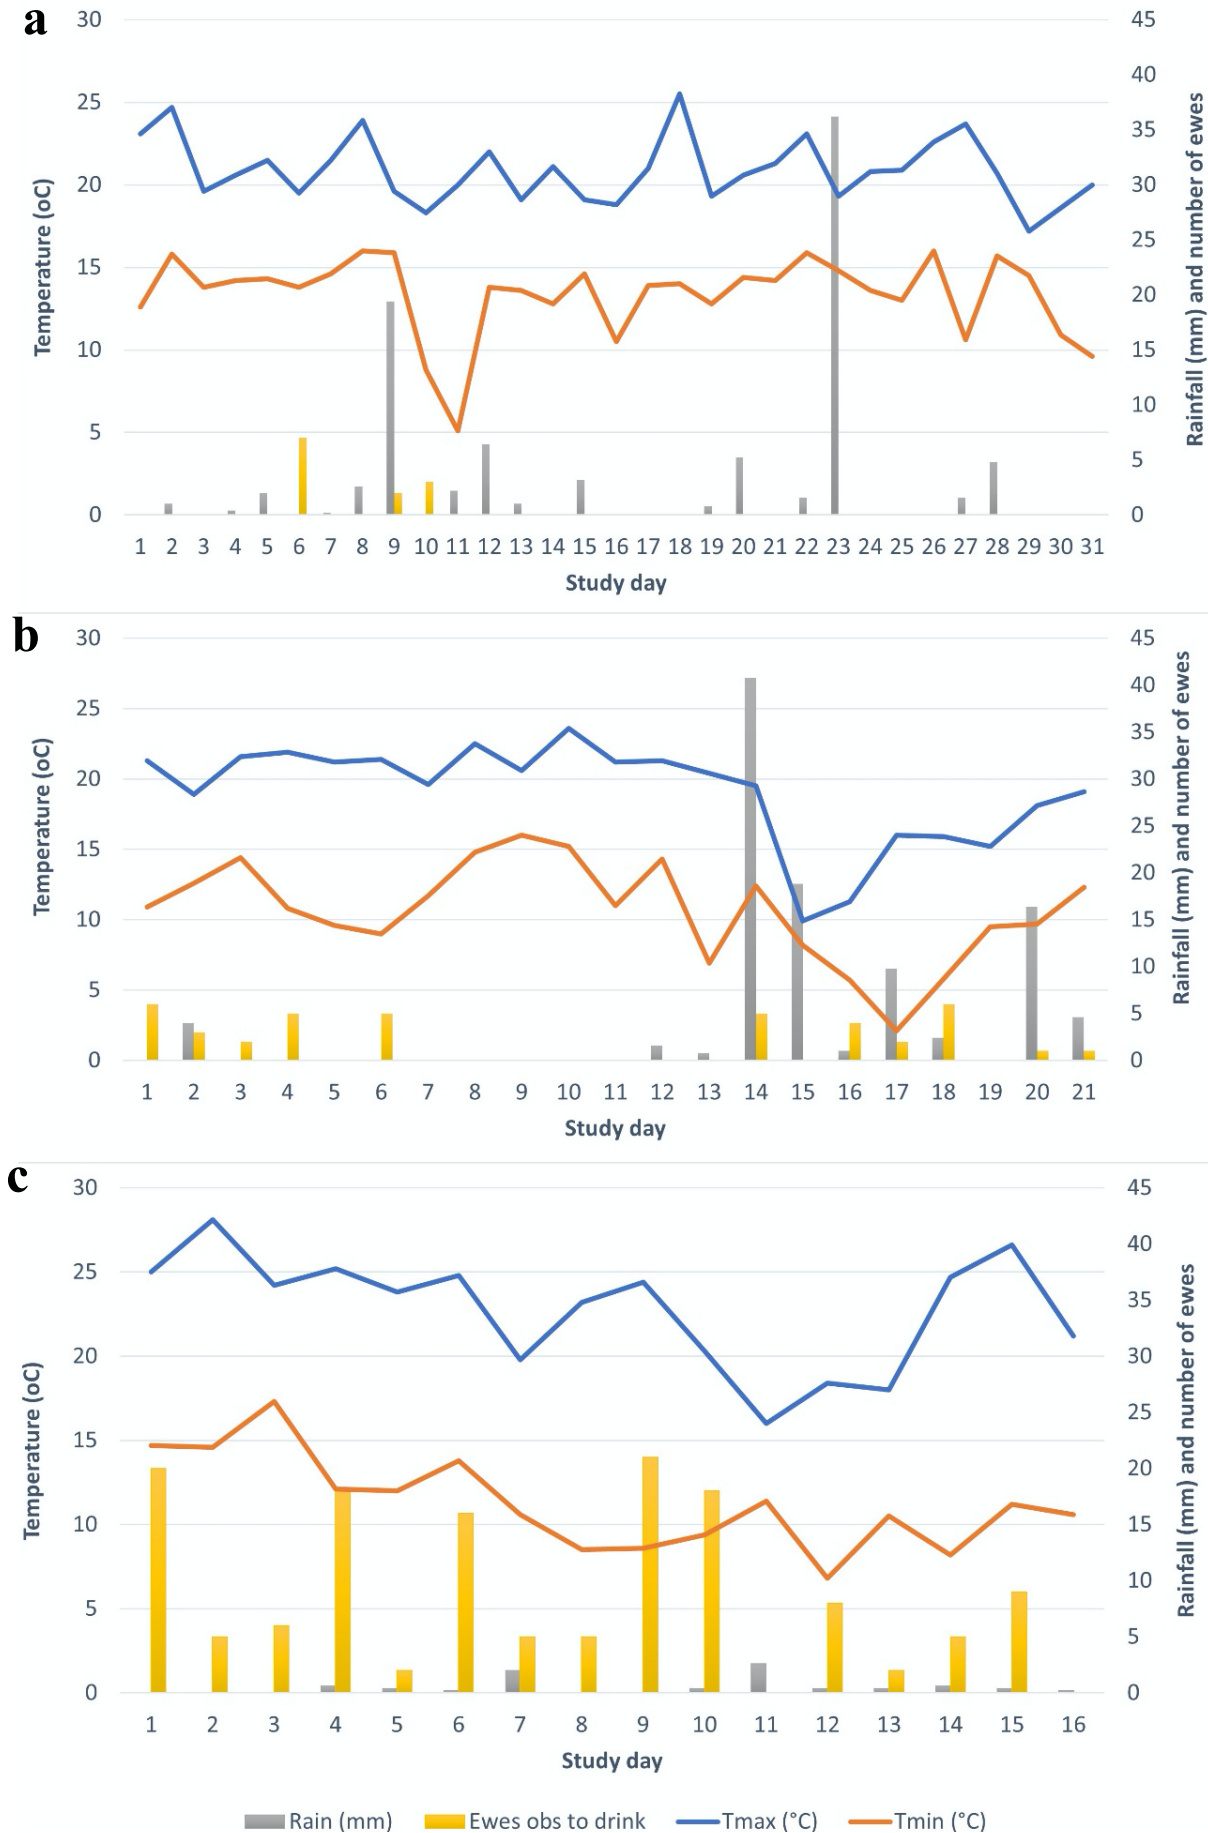 a
30 45
40
25
35
20 30
25
15
20
10 15
10
5
5
0 0
Temperature (oC)
Rainfall (mm) and number of ewes
1 2 3 4 5 6 7 8 9 10 11 12 13 14 15 16 17 18 19 20 21 22 23 24 25 26 27 28 29 30 31
Study day
b
30 45
40
25
35
20 30
25
15
20
10 15
10
5
5
0 0
Temperature (oC)
Rainfall (mm) and number of ewes
1 2 3 4 5 6 7 8 9 10 11 12 13 14 15 16 17 18 19 20 21
Study day
c
30 45
40
25
35
20 30
25
15
20
10 15
10
5
5
0 0
Temperature (oC)
Rainfall (mm) and number of ewes
1 2 3 4 5 6 7 8 9 10 11 12 13 14 15 16
Study day
Rain (mm) Ewes obs to drink Tmax (°C) Tmin (°C)